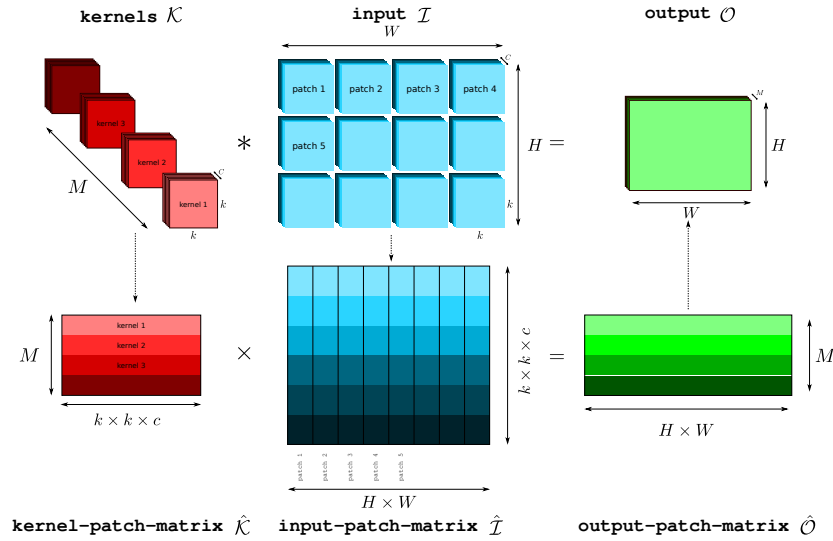 kernels 𝒦
input ℐ
output 𝒪
W
c
patch 1
patch 2
patch 3
patch 4
M
kernel 3
*
patch 5
H
=
H
kernel 2
M
c
kernel 1
k
k
k
k
W
kernel 1
kernel 2
kernel 3
M
×
k × k × c
=
M
k × k × c
H × W
patch 1
patch 2
patch 3
patch 4
patch 5
H × W
kernel-patch-matrix 𝒦̂
input-patch-matrix ℐ̂
output-patch-matrix 𝒪̂